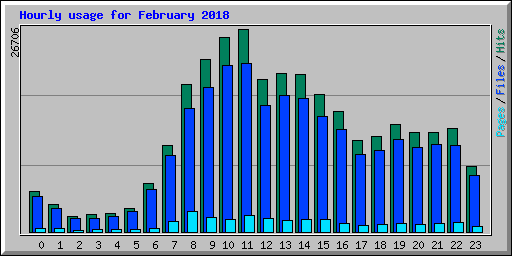 Hourly usage for February 2018
26706
Pages / Files / Hits
0 1 2 3 4 5 6 7 8 9 10 11 12 13 14 15 16 17 18 19 20 21 22 23